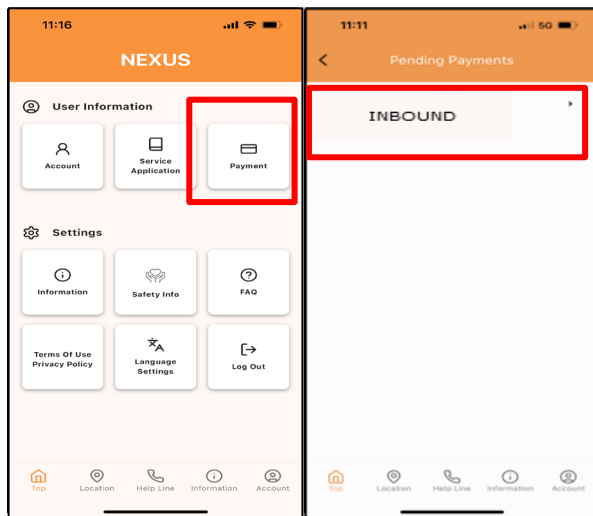 11:16
NEXUS
User Information
Account
Service
Application
Payment
Settings
Information
Safety Info
FAQ
Terms Of Use
Privacy Policy
Language
Settings
Log Out
Top
Location
Help Line
Information
Account
11:11
5G
Pending Payments
INBOUND
Top
Location
Help Line
Information
Account